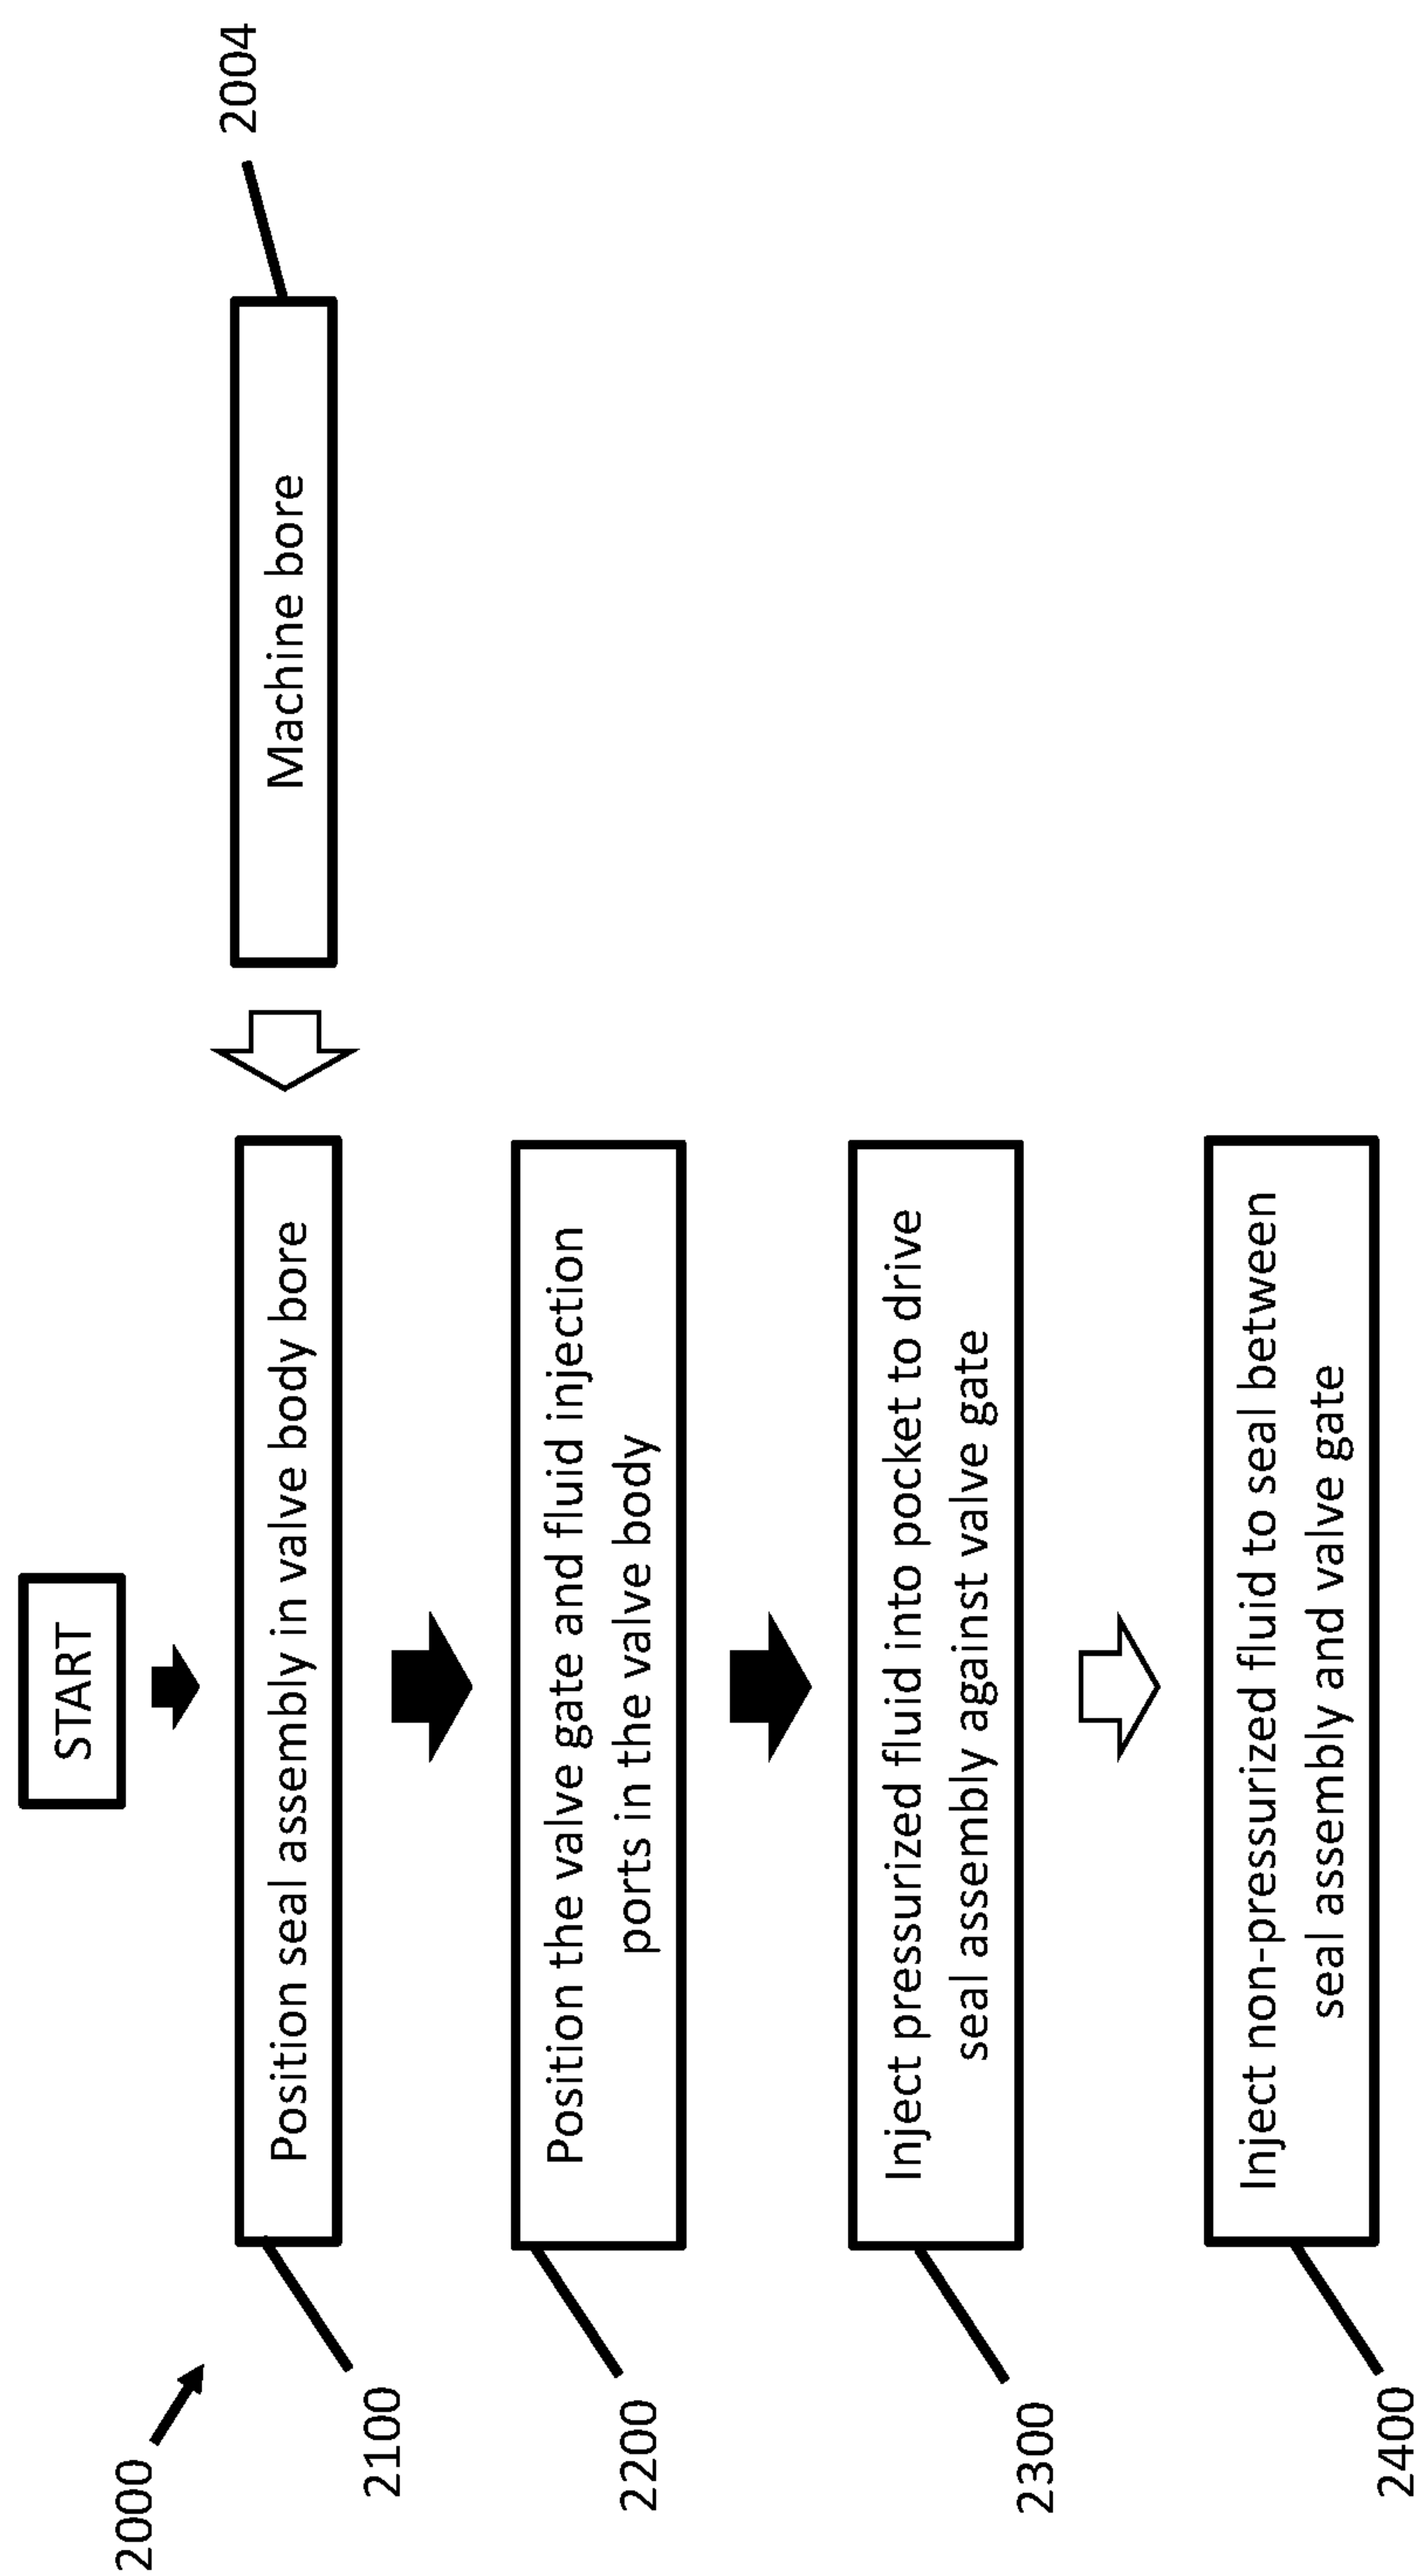 2000
START
2100
Position seal assembly in valve body bore
Machine bore
2004
2200
Position the valve gate and fluid injection
ports in the valve body
2300
Inject pressurized fluid into pocket to drive
seal assembly against valve gate
2400
Inject non-pressurized fluid to seal between
seal assembly and valve gate